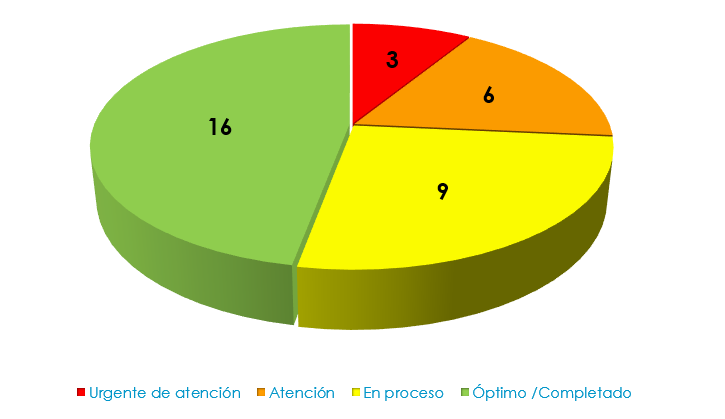 3
6
16
9
Urgente de atención Atención En proceso Óptimo /Completado